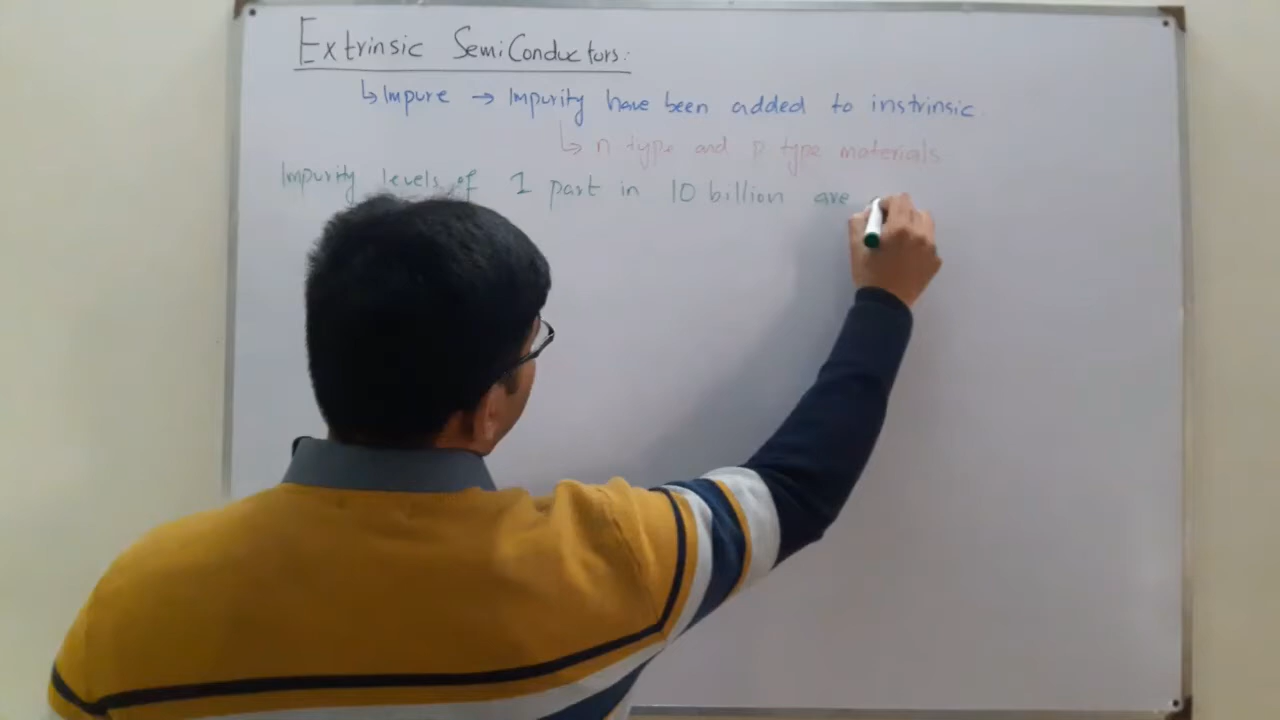 Extrinsic SemiConductors:
↳ Impure → Impurity have been added to instrinsic
↳ n type and p type materials
Impurity levels of 1 part in 10 billion are